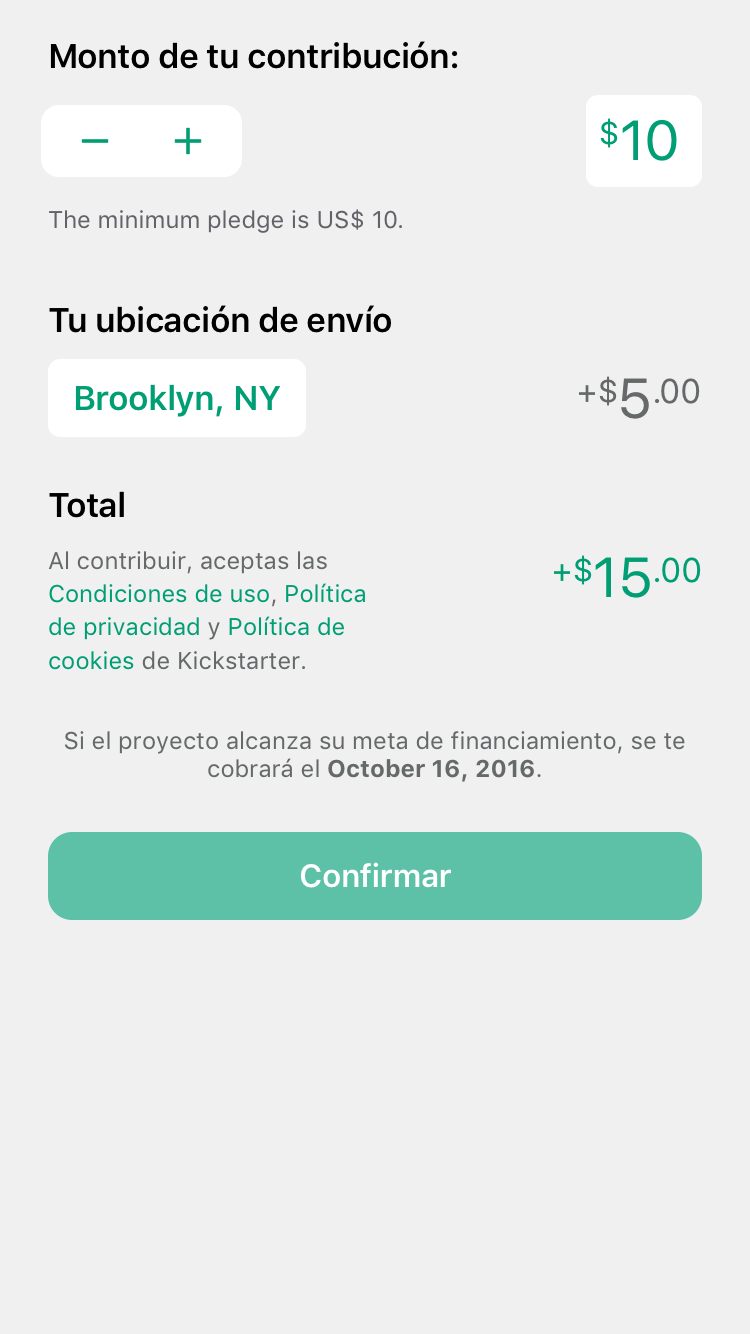 Monto de tu contribución:
− +
$10
The minimum pledge is US$ 10.
Tu ubicación de envío
Brooklyn, NY
+$5.00
Total
Al contribuir, aceptas las
Condiciones de uso, Política
de privacidad y Política de
cookies de Kickstarter.
+$15.00
Si el proyecto alcanza su meta de financiamiento, se te
cobrará el October 16, 2016.
Confirmar